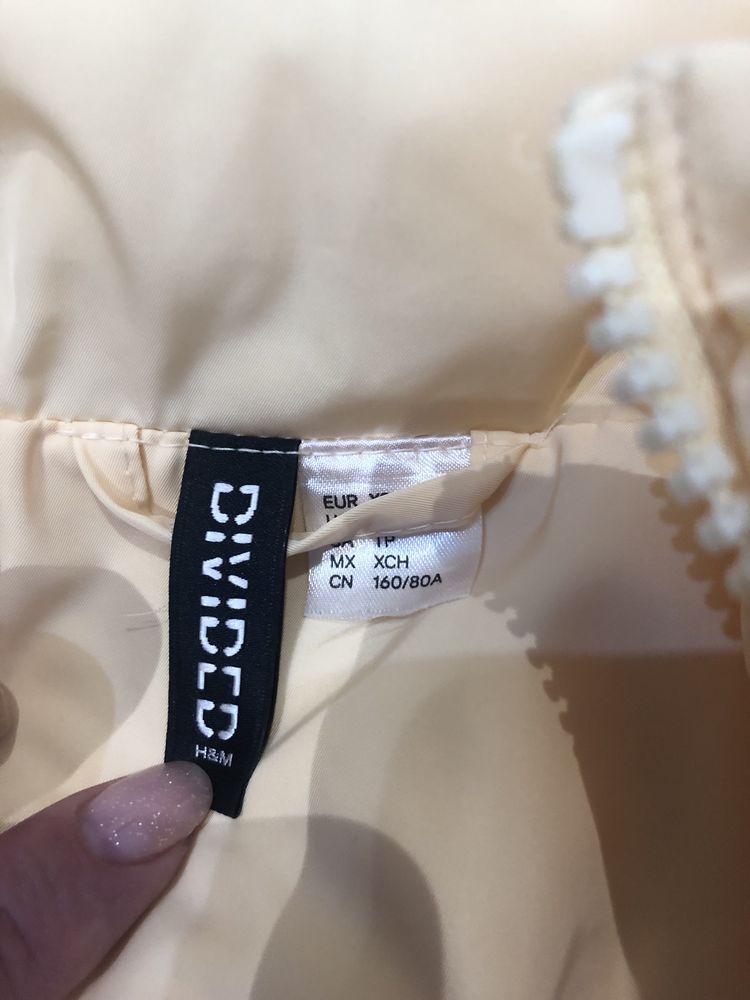 DIVIDED
H&M
EUR
MX XCH
CN 160/80A